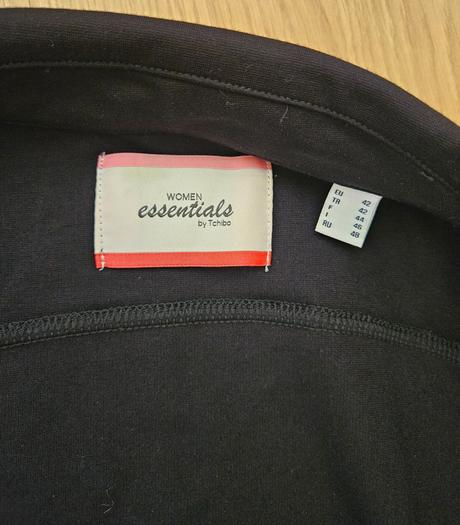 WOMEN
essentials
by Tchibo
EU 42
TR 42
F 44
I 46
RU 48